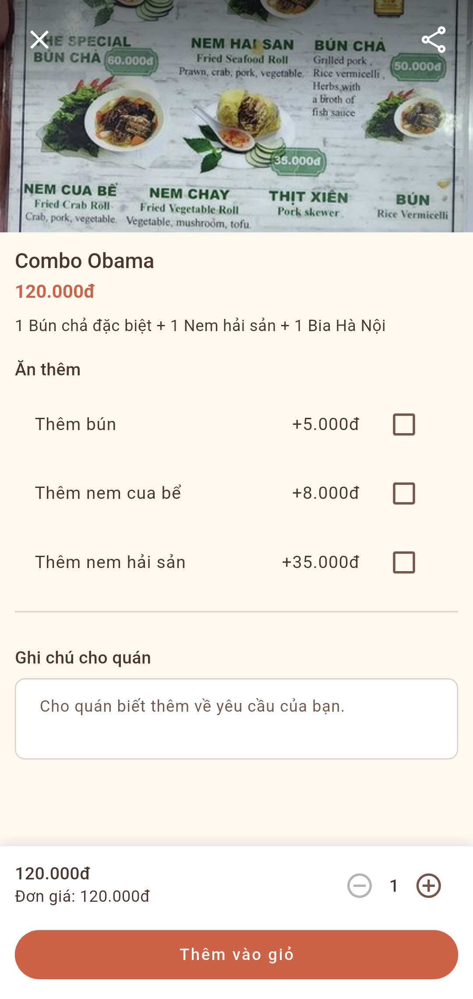 THE SPECIAL
BÚN CHẢ 60.000đ
NEM HẢI SẢN
Fried Seafood Roll
Prawn, crab, pork, vegetable.
BÚN CHẢ
Grilled pork,
Rice vermicelli,
Herbs with
a broth of
fish sauce
50.000đ
35.000đ
NEM CUA BỂ
Fried Crab Roll
Crab, pork, vegetable.
NEM CHAY
Fried Vegetable Roll
Vegetable, mushroom, tofu.
THỊT XIÊN
Pork skewer
BÚN
Rice Vermicelli
Combo Obama
120.000đ
1 Bún chả đặc biệt + 1 Nem hải sản + 1 Bia Hà Nội
Ăn thêm
Thêm bún +5.000đ
Thêm nem cua bể +8.000đ
Thêm nem hải sản +35.000đ
Ghi chú cho quán
Cho quán biết thêm về yêu cầu của bạn.
120.000đ
Đơn giá: 120.000đ
1
Thêm vào giỏ